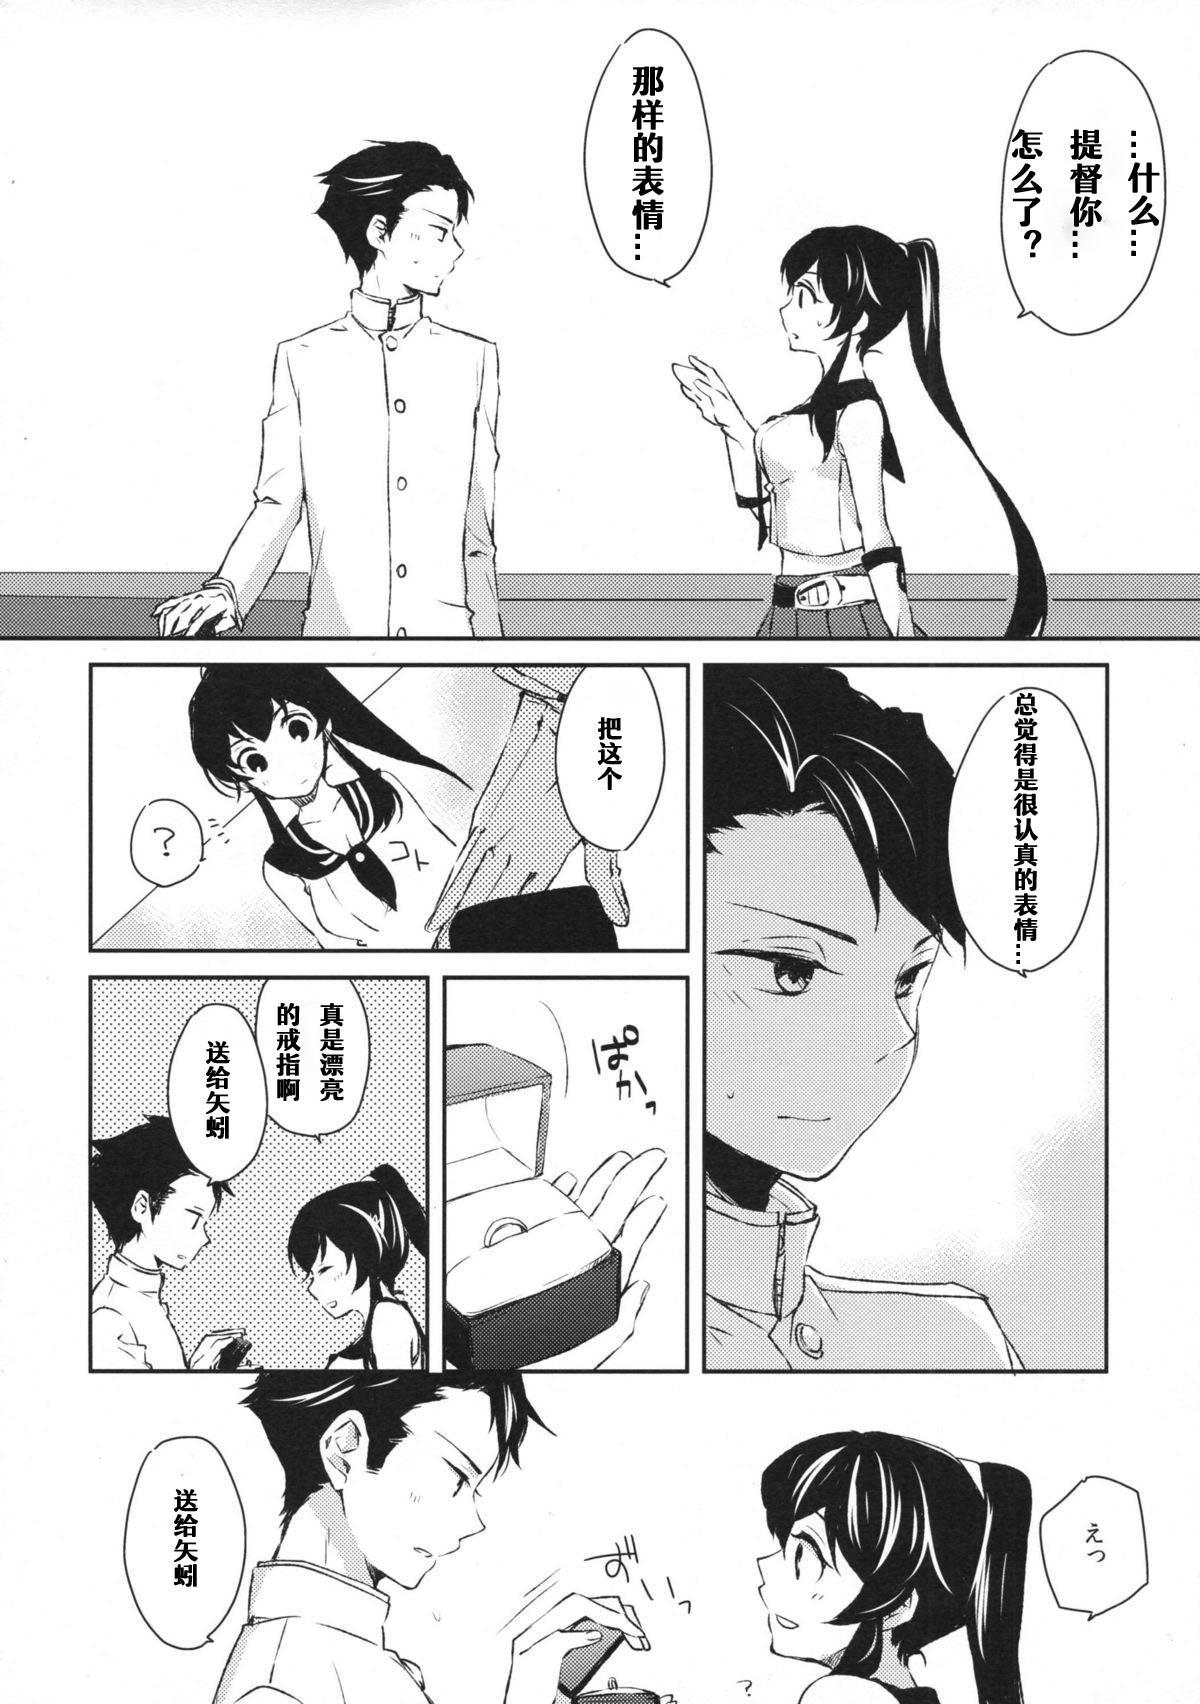 …什么…
提督你…
怎么了？
那样的表情…
总觉得是很认真的表情…
把这个
？
コト
ぱかっ
真是漂亮
的戒指啊
送给矢蚓
えっ
ずいっ
送给矢蚓
？